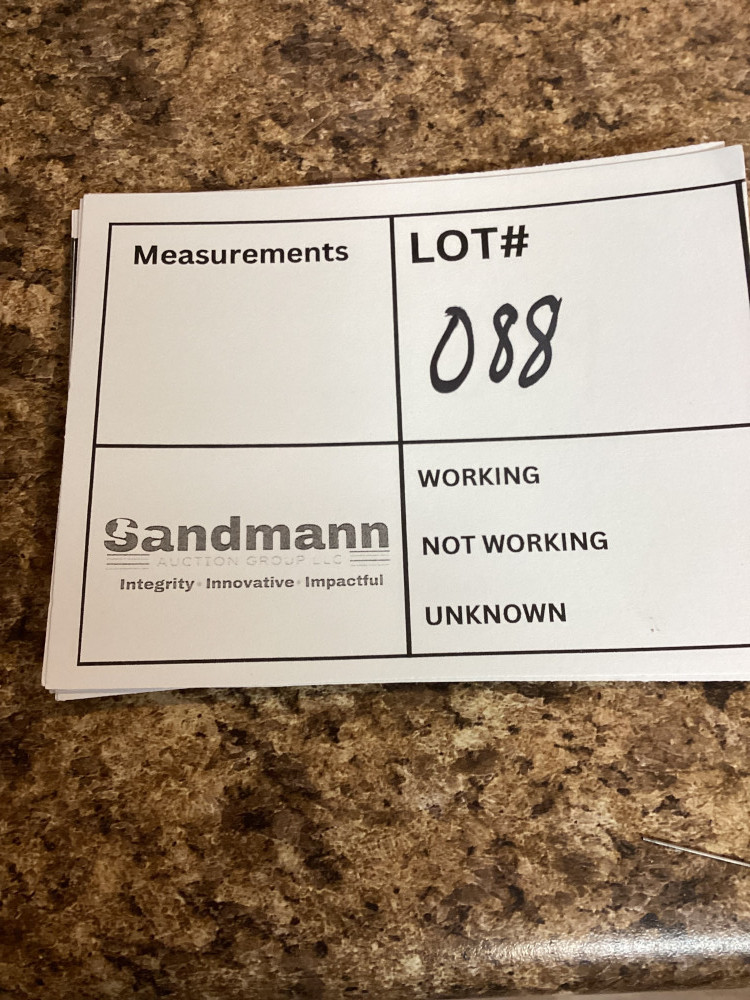 Measurements
LOT#
088
Sandmann
AUCTION GROUP LLC
Integrity • Innovative • Impactful
WORKING
NOT WORKING
UNKNOWN